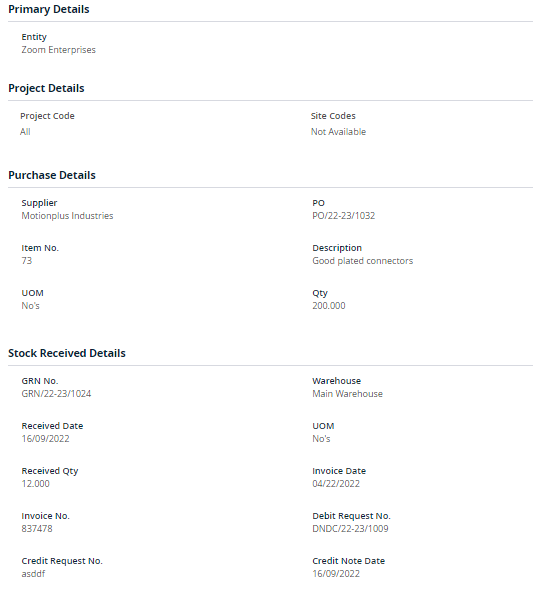 Primary Details
Entity
Zoom Enterprises
Project Details
Project Code
Site Codes
All
Not Available
Purchase Details
Supplier
PO
Motionplus Industries
PO/22-23/1032
Item No.
Description
73
Good plated connectors
UOM
Qty
No's
200.000
Stock Received Details
GRN No.
Warehouse
GRN/22-23/1024
Main Warehouse
Received Date
UOM
16/09/2022
No's
Received Qty
Invoice Date
12.000
04/22/2022
Invoice No.
Debit Request No.
837478
DNDC/22-23/1009
Credit Request No.
Credit Note Date
asddf
16/09/2022